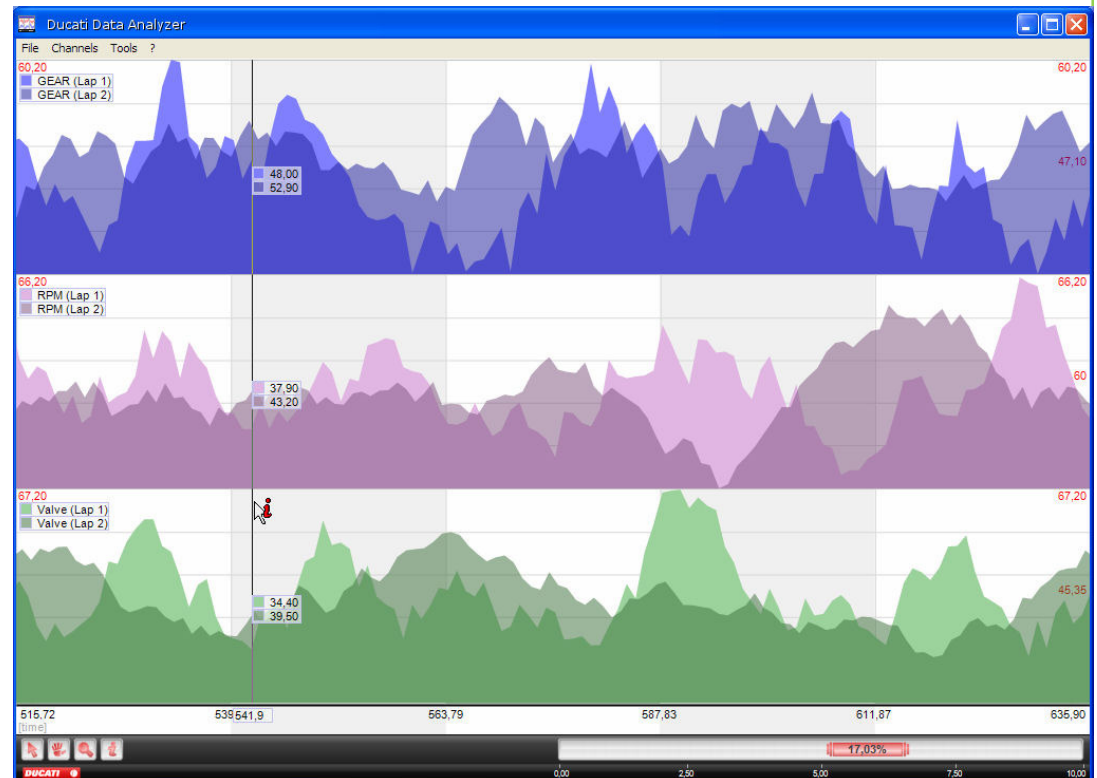 Ducati Data Analyzer
File Channels Tools ?
60,20 60,20
GEAR (Lap 1)
GEAR (Lap 2)
47,10
48,00
52,90
66,20 66,20
RPM (Lap 1)
RPM (Lap 2)
60
37,90
43,20
67,20 67,20
Valve (Lap 1)
Valve (Lap 2)
45,35
34,40
39,60
515,72 539 541,9 563,79 587,83 611,87 635,90
[time]
17,03%
DUCATI 0,00 2,50 5,00 7,50 10,00